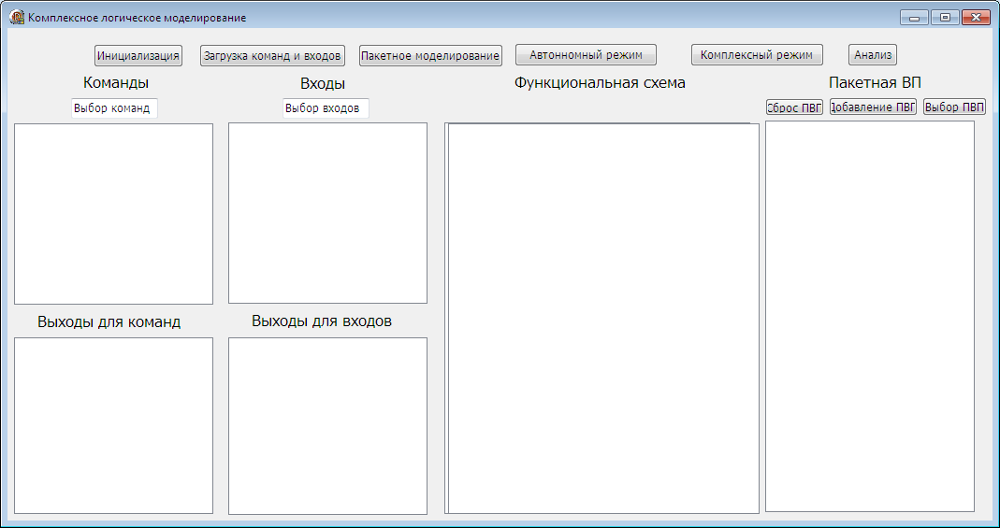 Комплексное логическое моделирование
Инициализация Загрузка команд и входов Пакетное моделирование Автонномный режим Комплексный режим Анализ
Команды Входы Функциональная схема Пакетная ВП
Выбор команд Выбор входов Сброс ПВГ Добавление ПВГ Выбор ПВП
Выходы для команд Выходы для входов